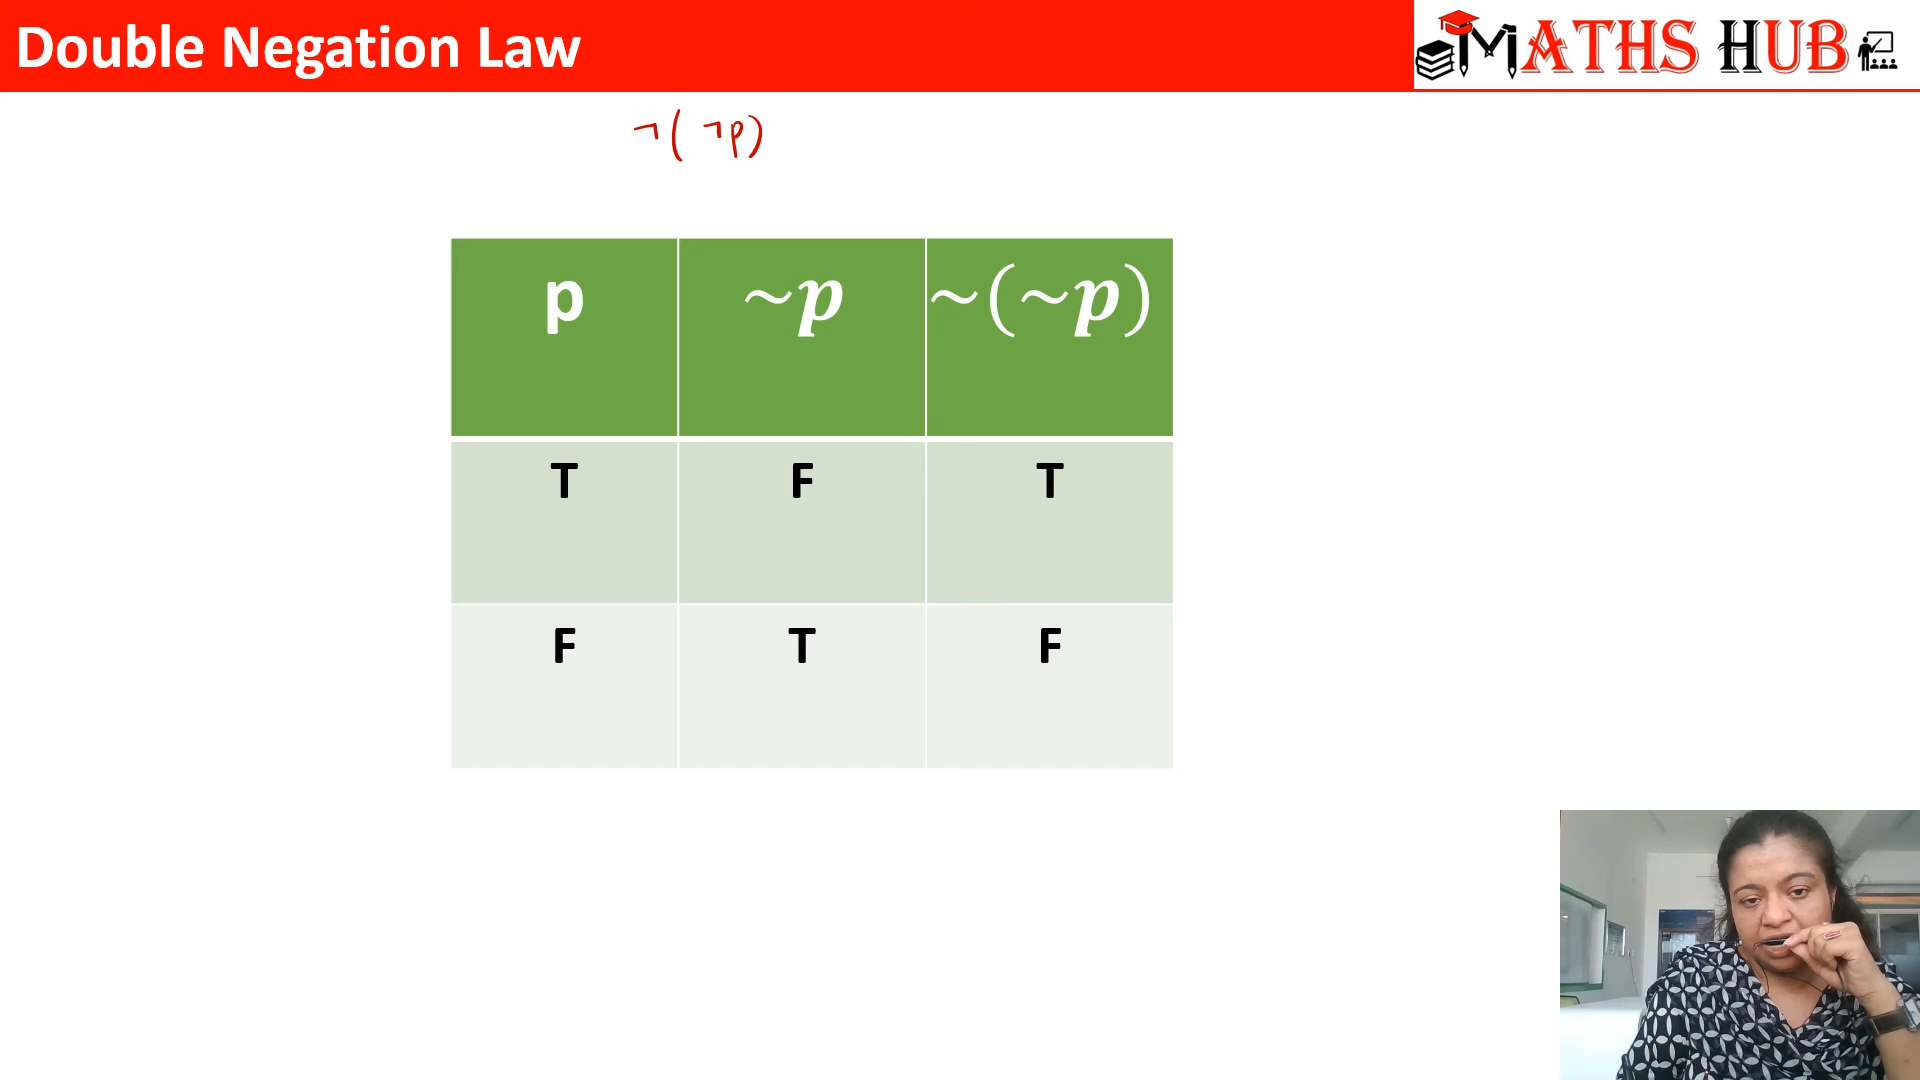 Double Negation Law
MATHS HUB
¬(¬p)
p ~p ~(~p)
T F T
F T F